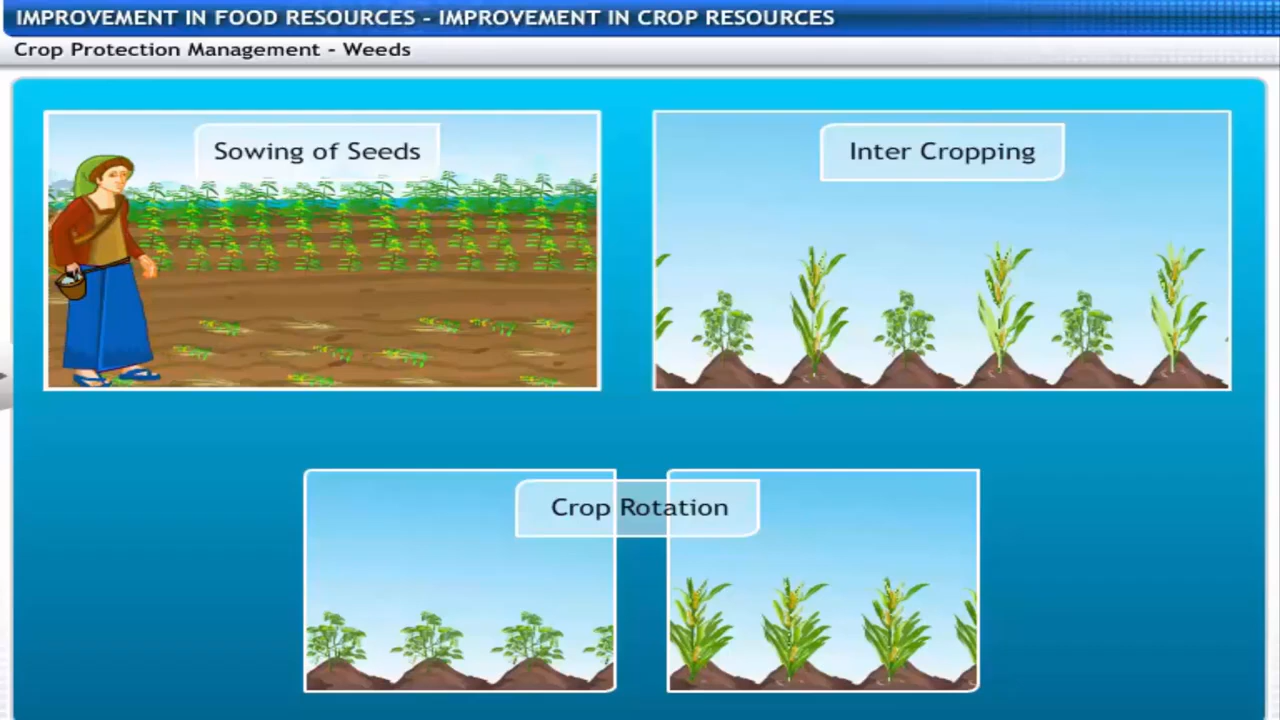 IMPROVEMENT IN FOOD RESOURCES - IMPROVEMENT IN CROP RESOURCES
Crop Protection Management - Weeds
Sowing of Seeds
Inter Cropping
Crop Rotation